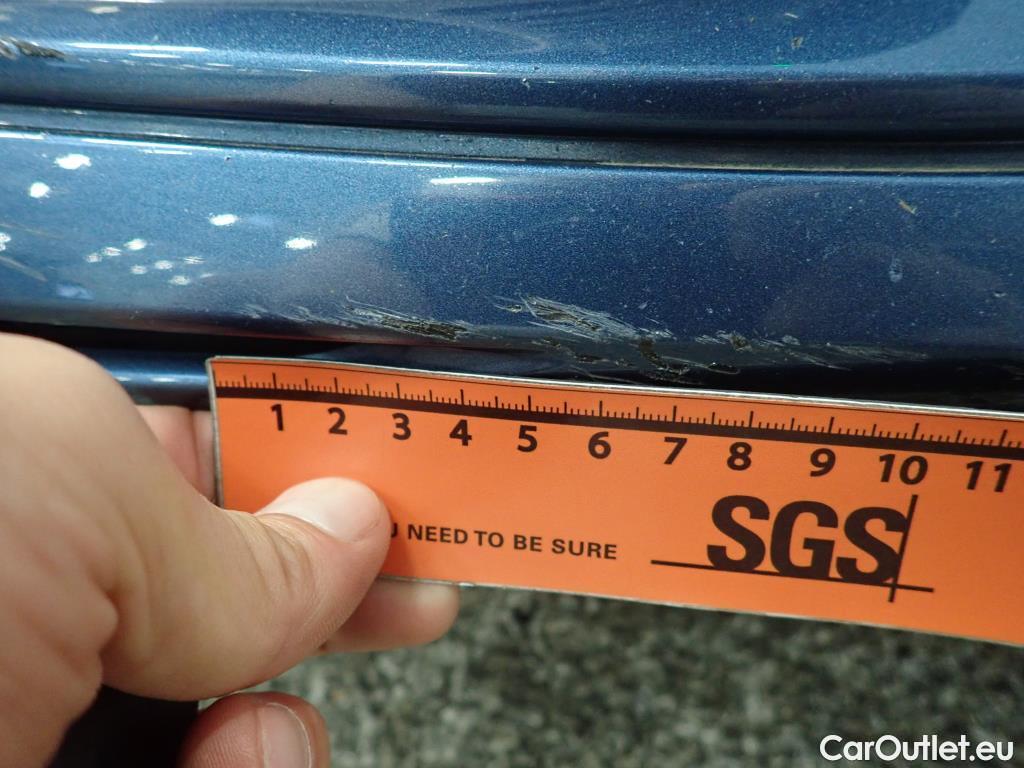 1 2 3 4 5 6 7 8 9 10 11
NEED TO BE SURE
SGS
CarOutlet.eu